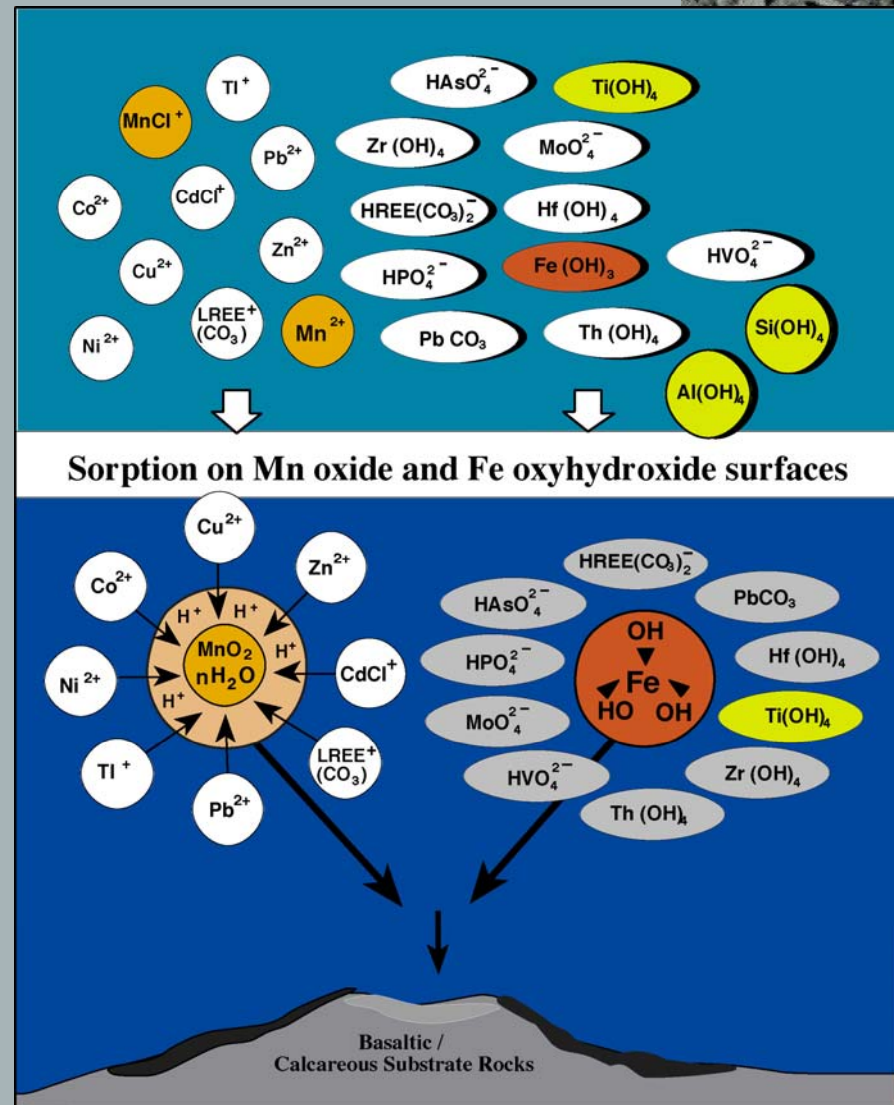 Tl⁺
MnCl⁺
Pb²⁺
Co²⁺
CdCl⁺
Cu²⁺
Zn²⁺
Ni²⁺
LREE⁺
(CO₃)
Mn²⁺
HAsO₄²⁻
Ti(OH)₄
Zr (OH)₄
MoO₄²⁻
HREE(CO₃)₂⁻
Hf (OH)₄
HPO₄²⁻
Fe (OH)₃
HVO₄²⁻
Pb CO₃
Th (OH)₄
Si(OH)₄
Al(OH)₄
Sorption on Mn oxide and Fe oxyhydroxide surfaces
Cu²⁺
Co²⁺
Zn²⁺
H⁺ H⁺
H⁺ H⁺
MnO₂
nH₂O
H⁺
Ni²⁺
CdCl⁺
Tl⁺
LREE⁺
(CO₃)
Pb²⁺
HREE(CO₃)₂⁻
HAsO₄²⁻
PbCO₃
OH
HPO₄²⁻
Fe
Hf (OH)₄
HO OH
MoO₄²⁻
Ti(OH)₄
HVO₄²⁻
Zr (OH)₄
Th (OH)₄
Basaltic /
Calcareous Substrate Rocks